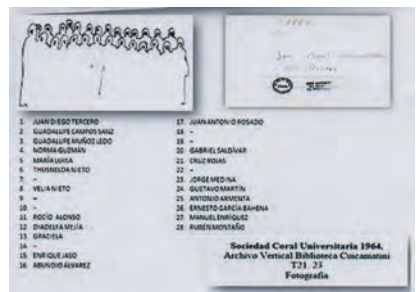 1. JUAN DIEGO TERCERO
2. GUADALUPE CAMPOS SANZ
3. GUADALUPE MUÑOZ LEDO
4. NORMA GUZMÁN
5. MARÍA LUISA
6. THUSNELDA NIETO
7. -
8. VELIA NIETO
9. -
10. -
11. ROCÍO ALONSO
12. DIADELFA MEJÍA
13. GRACIELA
14. -
15. ENRIQUE JASO
16. ABUNDIO ÁLVAREZ
17. JUAN ANTONIO ROSADO
18. -
19. -
20. GABRIEL SALDÍVAR
21. CRUZ ROJAS
22. -
23. JORGE MEDINA
24. GUSTAVO MARTÍN
25. ANTONIO ARMENTA
26. ERNESTO GARCÍA BAHENA
27. MANUEL ENRÍQUEZ
28. RUBÉN MONTAÑO
Sociedad Coral Universitaria 1964.
Archivo Vertical Biblioteca Cuicamatini
T21 23
Fotografía